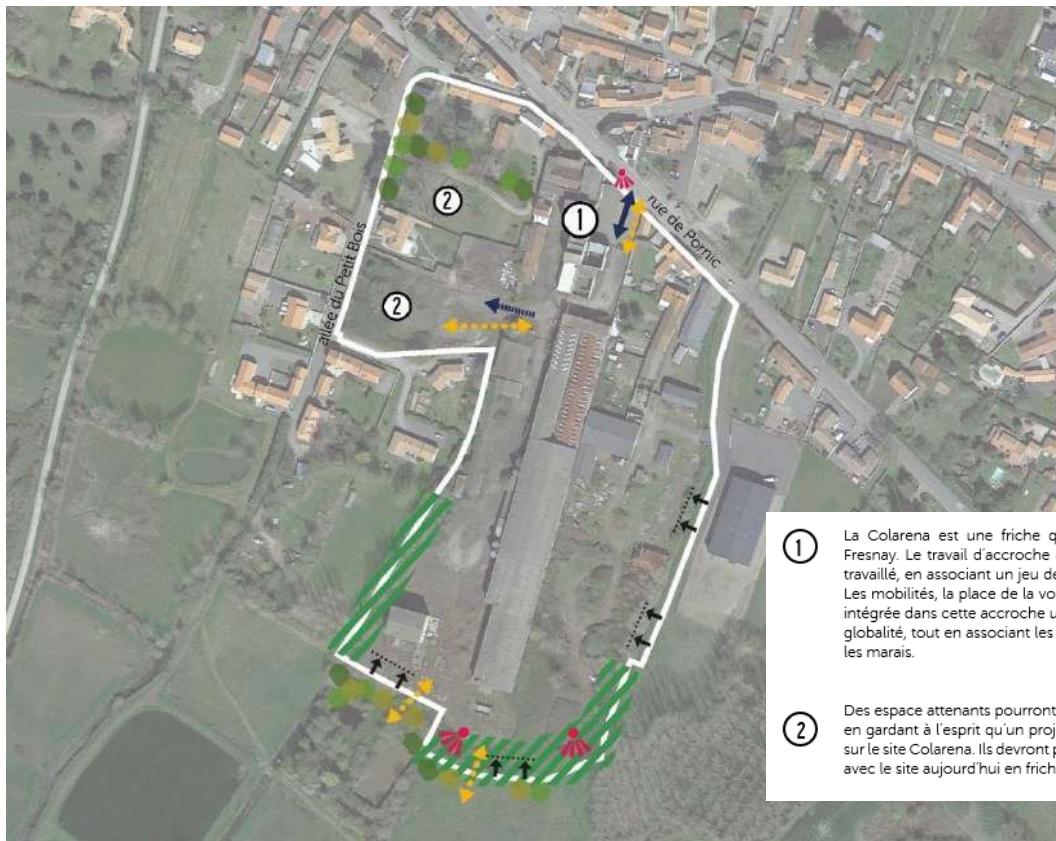 2
1
rue de Pornic
allée du Petit Bois
2
1
La Colarena est une friche q
Fresnay. Le travail d'accroche
travaillé, en associant un jeu de
Les mobilités, la place de la vo
intégrée dans cette accroche u
globalité, tout en associant les
les marais.
2
Des espace attenants pourront
en gardant à l'esprit qu'un proj
sur le site Colarena. Ils devront p
avec le site aujourd'hui en frich